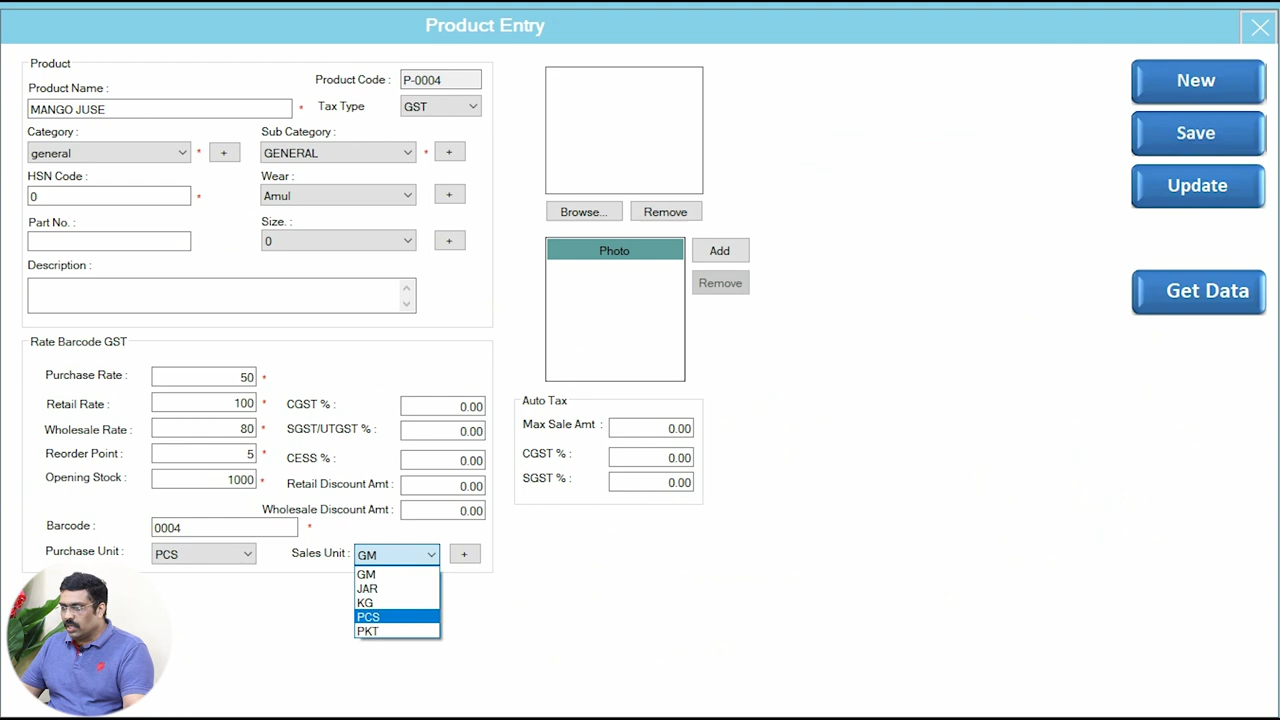 Product Entry
Product
Product Name :
Product Code :
P-0004
MANGO JUSE
*
Tax Type
GST
Category :
Sub Category :
general
*
+
GENERAL
*
+
HSN Code :
Wear :
0
*
Amul
+
Part No. :
Size. :
0
+
Description :
Browse...
Remove
Photo
Add
Remove
New
Save
Update
Get Data
Rate Barcode GST
Purchase Rate :
50
*
Retail Rate :
100
*
CGST % :
0.00
Wholesale Rate :
80
*
SGST/UTGST % :
0.00
Reorder Point :
5
*
CESS % :
0.00
Opening Stock :
1000
*
Retail Discount Amt :
0.00
Wholesale Discount Amt :
0.00
Barcode :
0004
*
Purchase Unit :
PCS
Sales Unit :
GM
+
GM
JAR
KG
PCS
PKT
Auto Tax
Max Sale Amt :
0.00
CGST % :
0.00
SGST % :
0.00